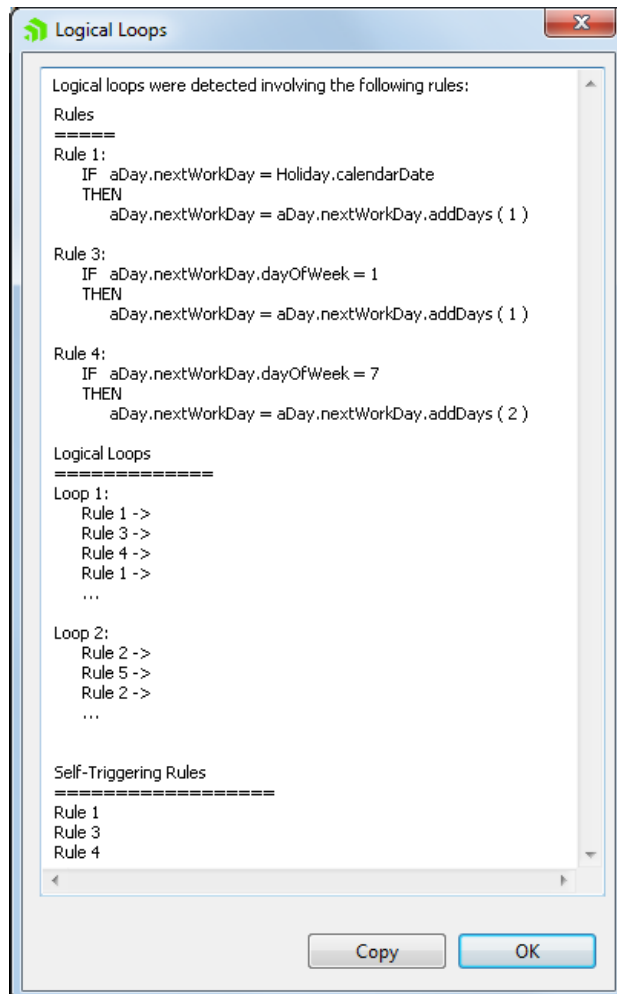 Logical Loops
Logical loops were detected involving the following rules:
Rules
=====
Rule 1:
IF aDay.nextWorkDay = Holiday.calendarDate
THEN
aDay.nextWorkDay = aDay.nextWorkDay.addDays ( 1 )
Rule 3:
IF aDay.nextWorkDay.dayOfWeek = 1
THEN
aDay.nextWorkDay = aDay.nextWorkDay.addDays ( 1 )
Rule 4:
IF aDay.nextWorkDay.dayOfWeek = 7
THEN
aDay.nextWorkDay = aDay.nextWorkDay.addDays ( 2 )
Logical Loops
=============
Loop 1:
Rule 1 ->
Rule 3 ->
Rule 4 ->
Rule 1 ->
...
Loop 2:
Rule 2 ->
Rule 5 ->
Rule 2 ->
...
Self-Triggering Rules
==================
Rule 1
Rule 3
Rule 4
Copy OK